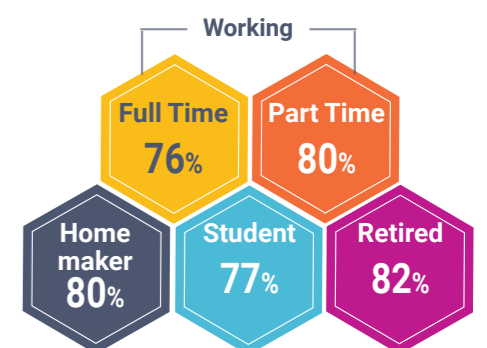 Working
Full Time
76%
Part Time
80%
Home
maker
80%
Student
77%
Retired
82%